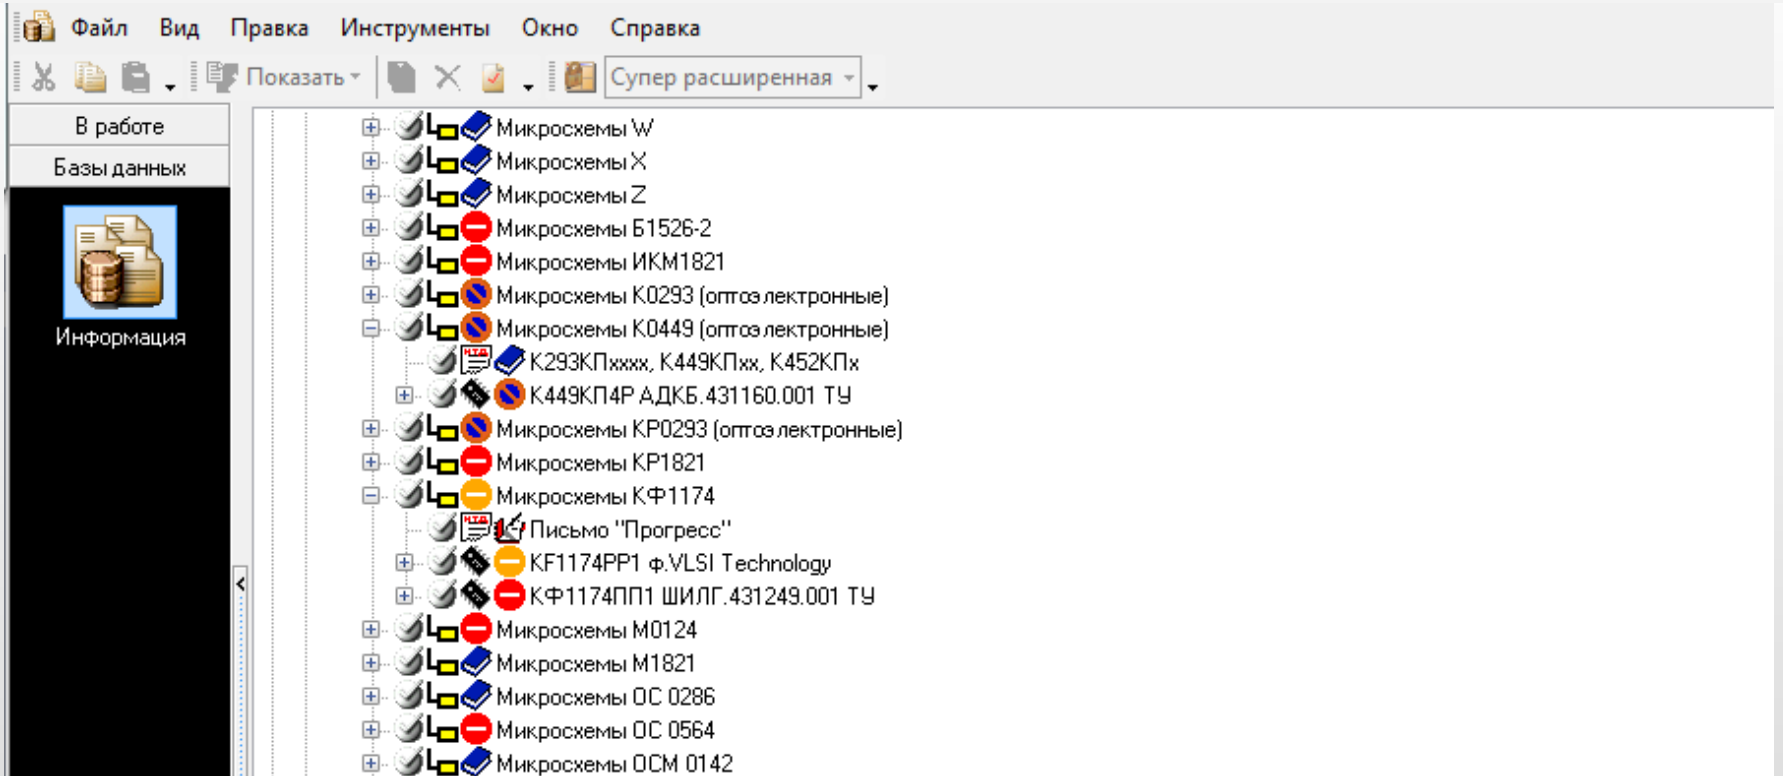 Файл Вид Правка Инструменты Окно Справка
Показать Супер расширенная
В работе
Базы данных
Информация
Микросхемы W
Микросхемы X
Микросхемы Z
Микросхемы Б1526-2
Микросхемы ИКМ1821
Микросхемы К0293 (оптоэлектронные)
Микросхемы К0449 (оптоэлектронные)
К293КПхххх, К449КПхх, К452КПх
К449КП4Р АДКБ.431160.001 ТУ
Микросхемы КР0293 (оптоэлектронные)
Микросхемы КР1821
Микросхемы КФ1174
Письмо "Прогресс"
KF1174PP1 ф.VLSI Technology
КФ1174ПП1 ШИЛГ.431249.001 ТУ
Микросхемы М0124
Микросхемы М1821
Микросхемы ОС 0286
Микросхемы ОС 0564
Микросхемы ОСМ 0142